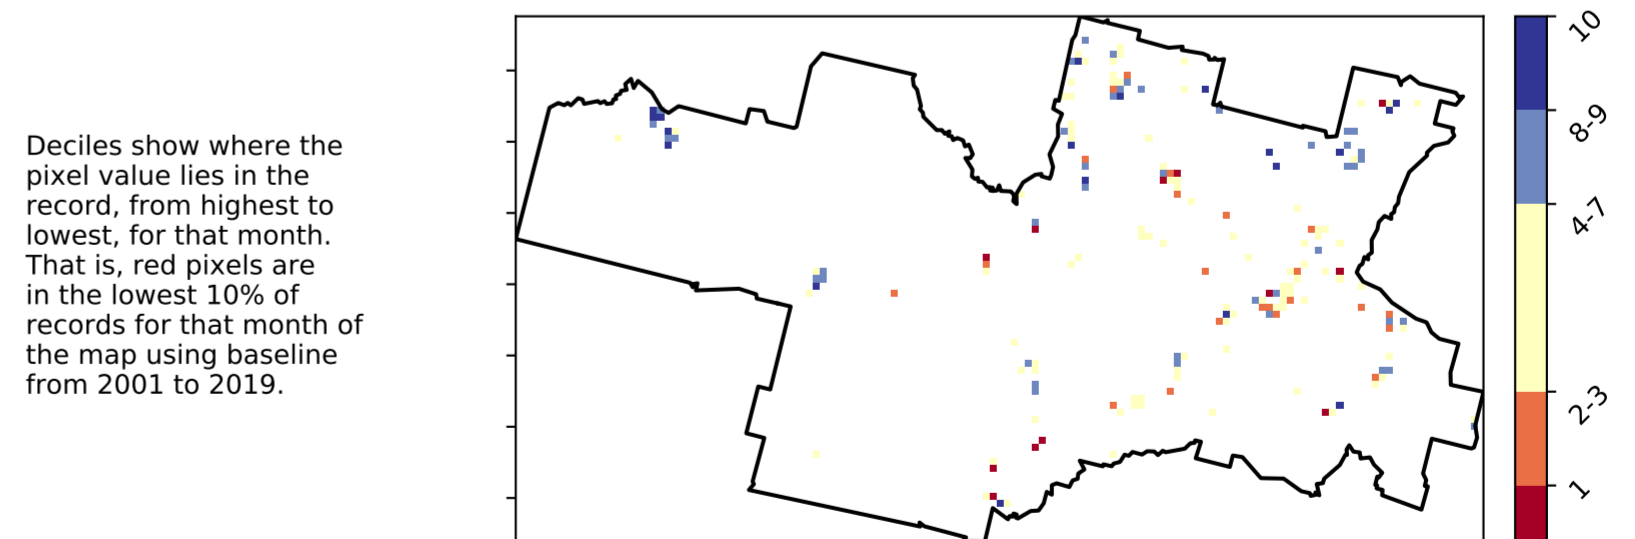 Deciles show where the
pixel value lies in the
record, from highest to
lowest, for that month.
That is, red pixels are
in the lowest 10% of
records for that month of
the map using baseline
from 2001 to 2019.
10
8-9
4-7
2-3
1